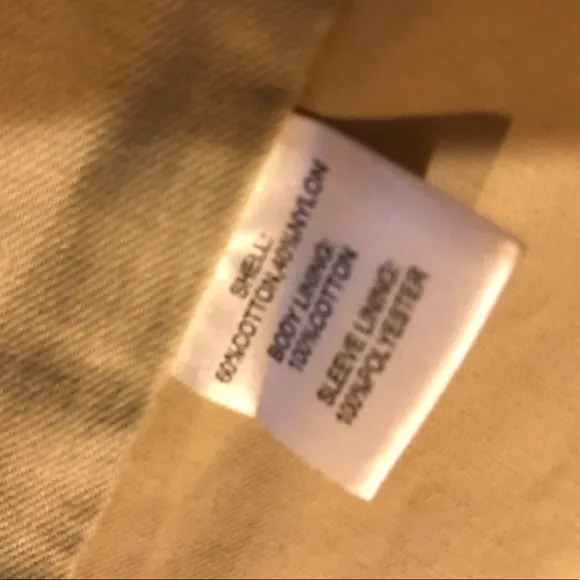 SHELL:
60%COTTON,40%NYLON
BODY LINING:
100%COTTON
SLEEVE LINING:
100%POLYESTER